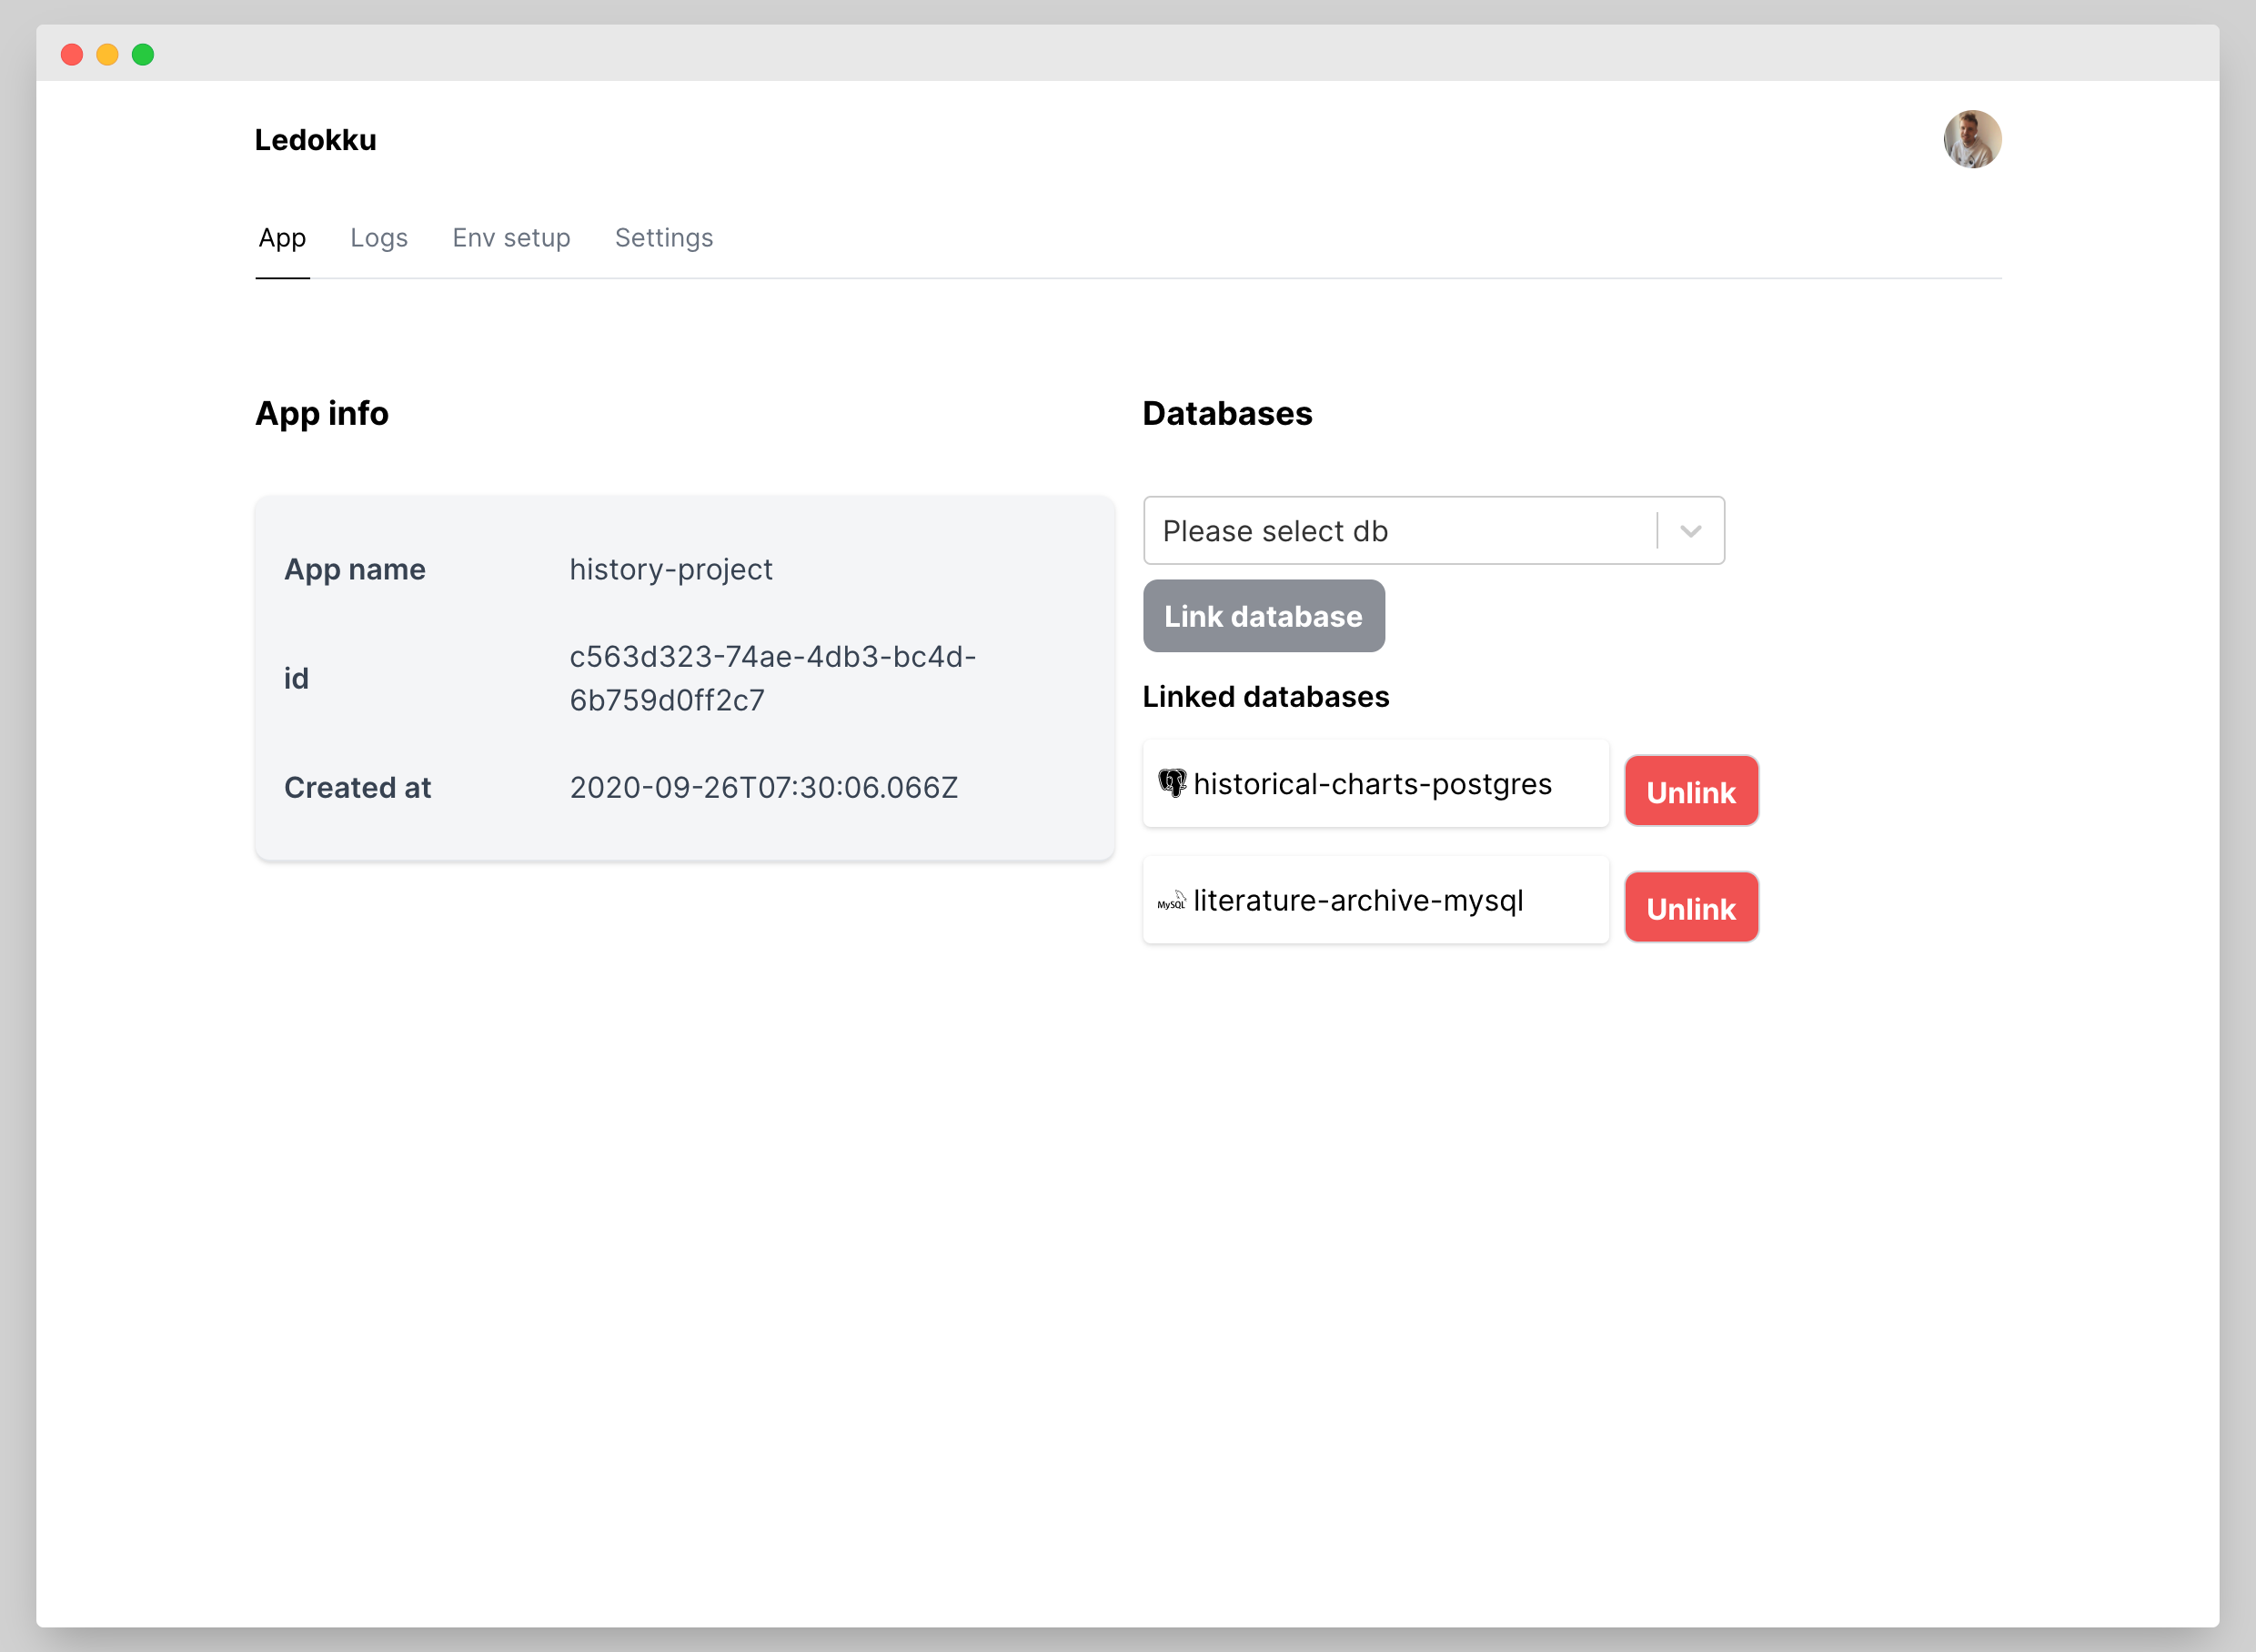 Ledokku
App Logs Env setup Settings
App info
App name history-project
id c563d323-74ae-4db3-bc4d-
6b759d0ff2c7
Created at 2020-09-26T07:30:06.066Z
Databases
Please select db
Link database
Linked databases
historical-charts-postgres Unlink
MySQL literature-archive-mysql Unlink